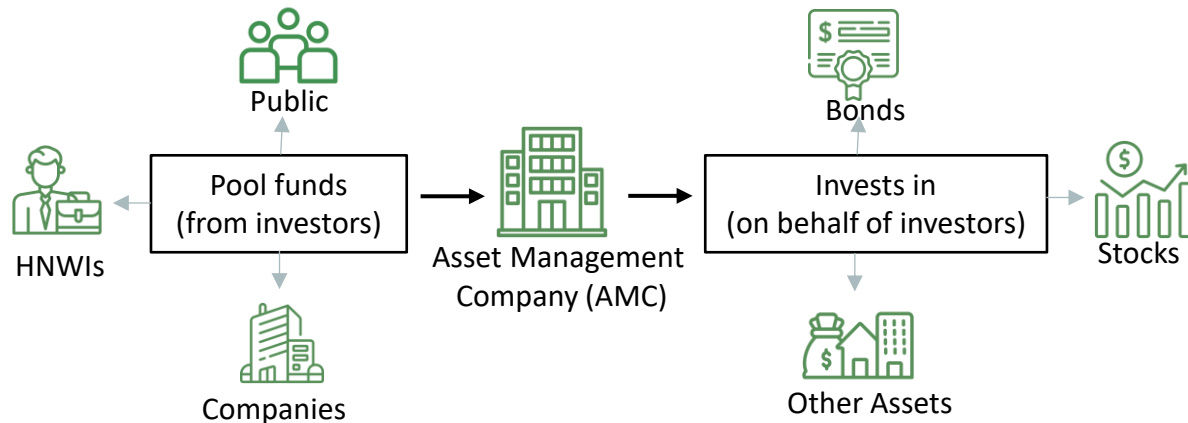 Public
Bonds
Pool funds
(from investors)
Invests in
(on behalf of investors)
HNWIs
Asset Management
Company (AMC)
Stocks
Companies
Other Assets
$
$
$